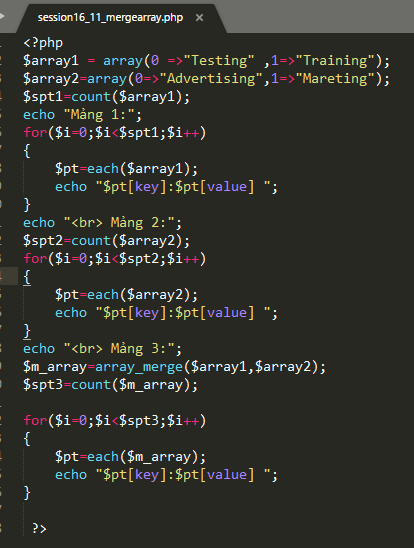 session16_11_mergearray.php ×
<?php
$array1 = array(0 =>"Testing" ,1=>"Training");
$array2=array(0=>"Advertising",1=>"Mareting");
$spt1=count($array1);
echo "Mảng 1:";
for($i=0;$i<$spt1;$i++)
{
$pt=each($array1);
echo "$pt[key]:$pt[value] ";
}
echo "<br> Mảng 2:";
$spt2=count($array2);
for($i=0;$i<$spt2;$i++)
{
$pt=each($array2);
echo "$pt[key]:$pt[value] ";
}
echo "<br> Mảng 3:";
$m_array=array_merge($array1,$array2);
$spt3=count($m_array);
for($i=0;$i<$spt3;$i++)
{
$pt=each($m_array);
echo "$pt[key]:$pt[value] ";
}
?>